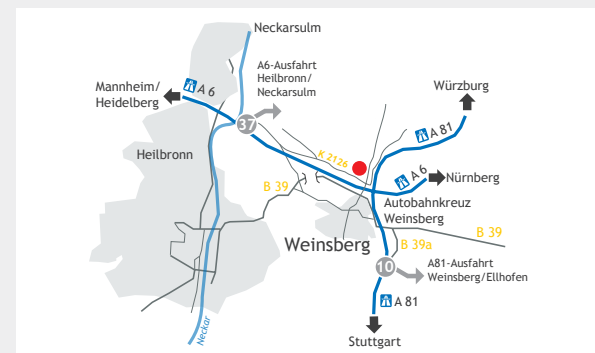 Neckarsulm
A6-Ausfahrt
Heilbronn/
Neckarsulm
Mannheim/
Heidelberg
A 6
Würzburg
37
A 81
K 2126
Heilbronn
A 6
Nürnberg
B 39
Autobahnkreuz
Weinsberg
Weinsberg
B 39
B 39a
10
A81-Ausfahrt
Weinsberg/Ellhofen
A 81
Neckar
Stuttgart